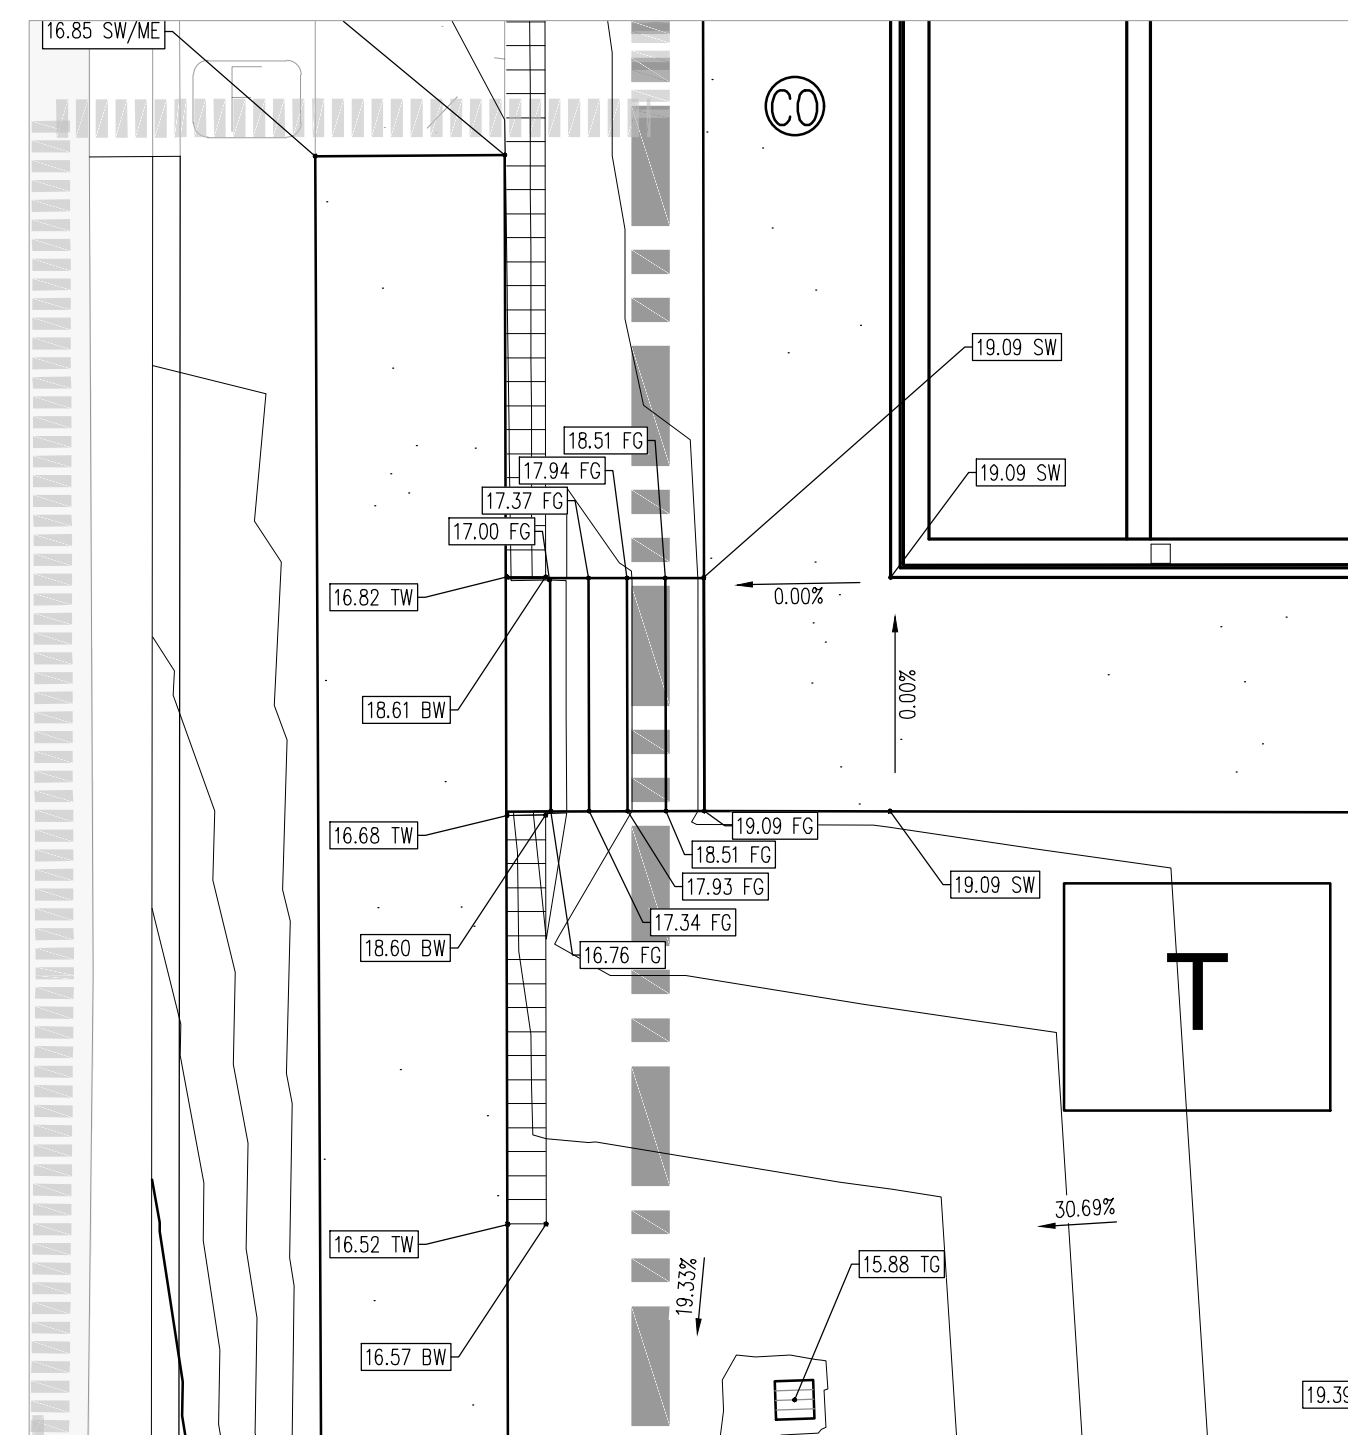 16.85 SW/ME
CO
19.09 SW
18.51 FG
17.94 FG
19.09 SW
17.37 FG
17.00 FG
16.82 TW
0.00%
18.61 BW
0.00%
16.68 TW
19.09 FG
18.51 FG
17.93 FG
19.09 SW
17.34 FG
18.60 BW
16.76 FG
T
30.69%
16.52 TW
19.33%
15.88 TG
16.57 BW